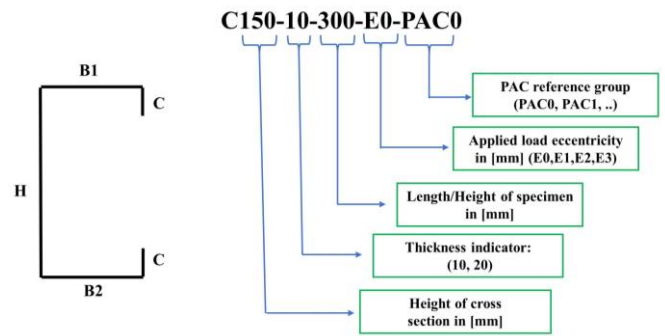 C150-10-300-E0-PAC0
B1
C
H
C
B2
PAC reference group
(PAC0, PAC1, ..)
Applied load eccentricity
in [mm] (E0,E1,E2,E3)
Length/Height of specimen
in [mm]
Thickness indicator:
(10, 20)
Height of cross
section in [mm]